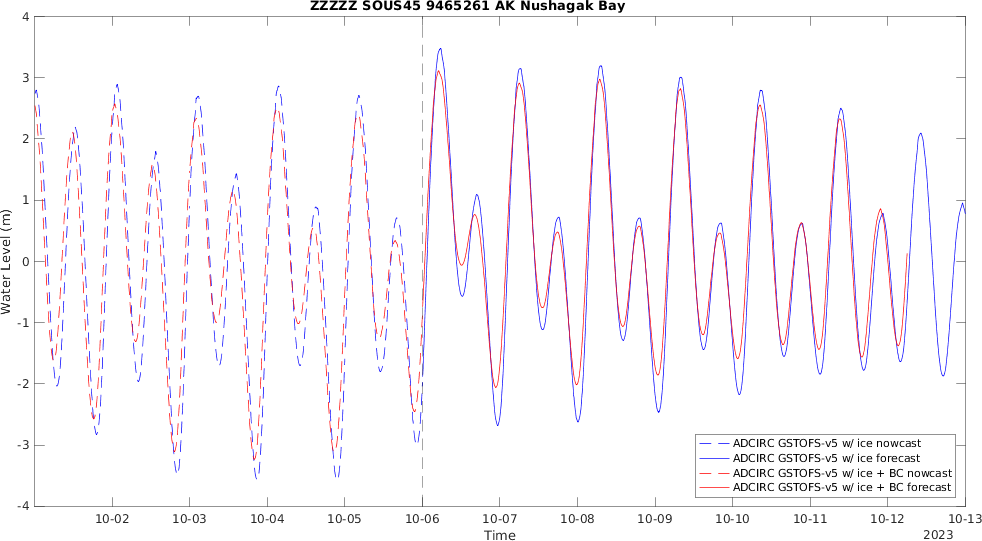 ZZZZZ SOUS45 9465261 AK Nushagak Bay
4
3
2
1
0
-1
-2
-3
-4
Water Level (m)
ADCIRC GSTOFS-v5 w/ ice nowcast
ADCIRC GSTOFS-v5 w/ ice forecast
ADCIRC GSTOFS-v5 w/ ice + BC nowcast
ADCIRC GSTOFS-v5 w/ ice + BC forecast
10-02 10-03 10-04 10-05 10-06 10-07 10-08 10-09 10-10 10-11 10-12 10-13
Time 2023